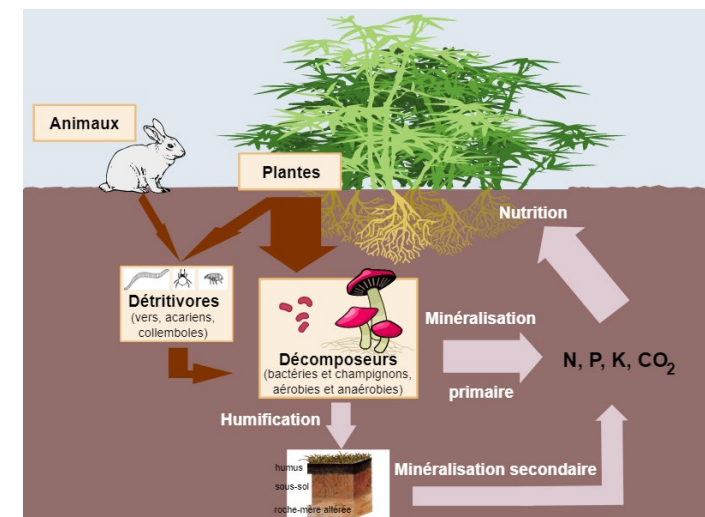 Animaux
Plantes
Nutrition
Détritivores
(vers, acariens,
collemboles)
Décomposeurs
(bactéries et champignons,
aérobies et anaérobies)
Minéralisation
primaire
N, P, K, CO₂
Humification
humus
sous-sol
roche-mère altérée
Minéralisation secondaire